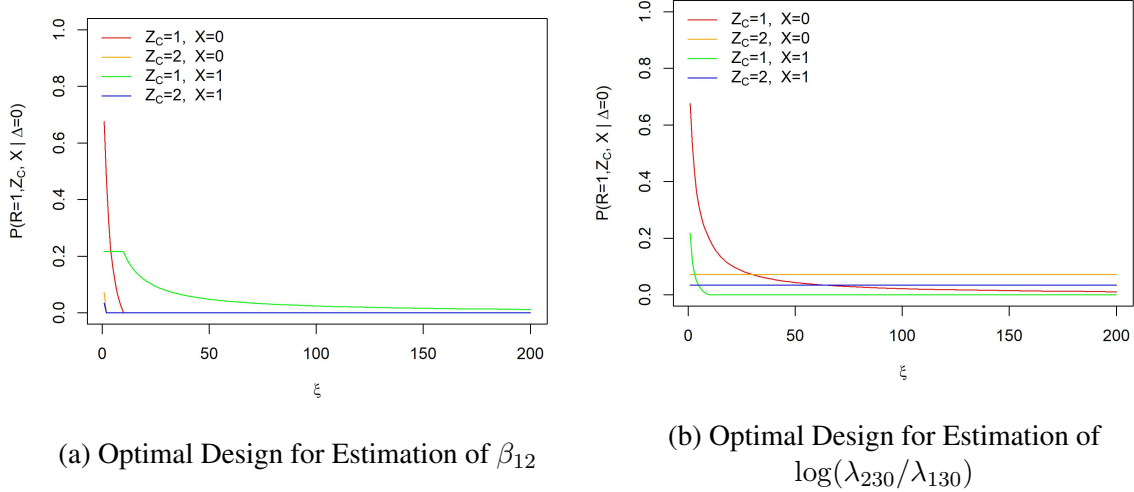 1.0
0.8
0.6
0.4
0.2
0.0
P(R=1,Z_C, X | Δ=0)
Z_C=1, X=0
Z_C=2, X=0
Z_C=1, X=1
Z_C=2, X=1
0 50 100 150 200
ξ
(a) Optimal Design for Estimation of β_12
1.0
0.8
0.6
0.4
0.2
0.0
P(R=1,Z_C, X | Δ=0)
Z_C=1, X=0
Z_C=2, X=0
Z_C=1, X=1
Z_C=2, X=1
0 50 100 150 200
ξ
(b) Optimal Design for Estimation of
log(λ_230/λ_130)